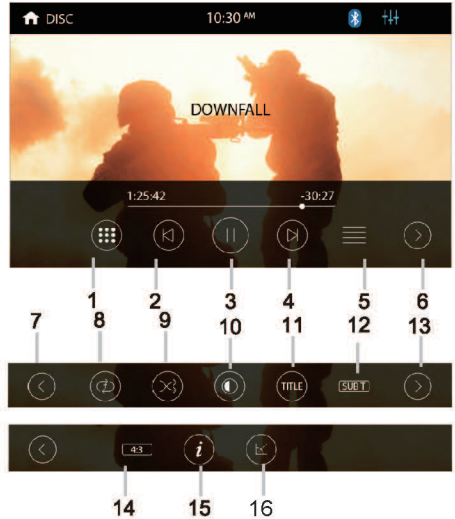 DISC 10:30 AM
DOWNFALL
1:25:42 -30:27
1 2 3 4 5 6
7 8 9 10 11 12 13
TITLE SUB T
4:3 i
14 15 16